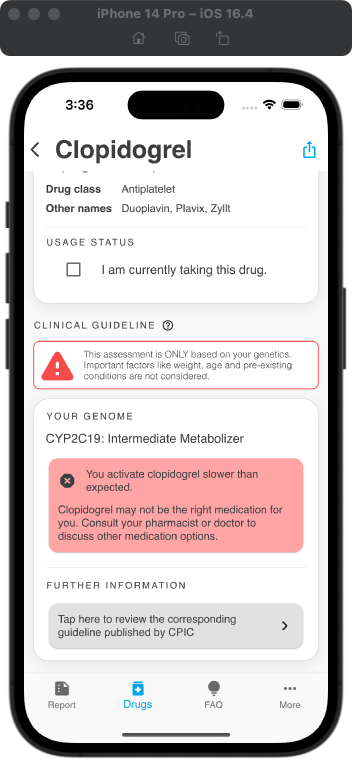 iPhone 14 Pro – iOS 16.4
3:36
Clopidogrel
Drug class Antiplatelet
Other names Duoplavin, Plavix, Zyllt
USAGE STATUS
I am currently taking this drug.
CLINICAL GUIDELINE
This assessment is ONLY based on your genetics.
Important factors like weight, age and pre-existing
conditions are not considered.
YOUR GENOME
CYP2C19: Intermediate Metabolizer
You activate clopidogrel slower than
expected.
Clopidogrel may not be the right medication for
you. Consult your pharmacist or doctor to
discuss other medication options.
FURTHER INFORMATION
Tap here to review the corresponding
guideline published by CPIC
Report Drugs FAQ More